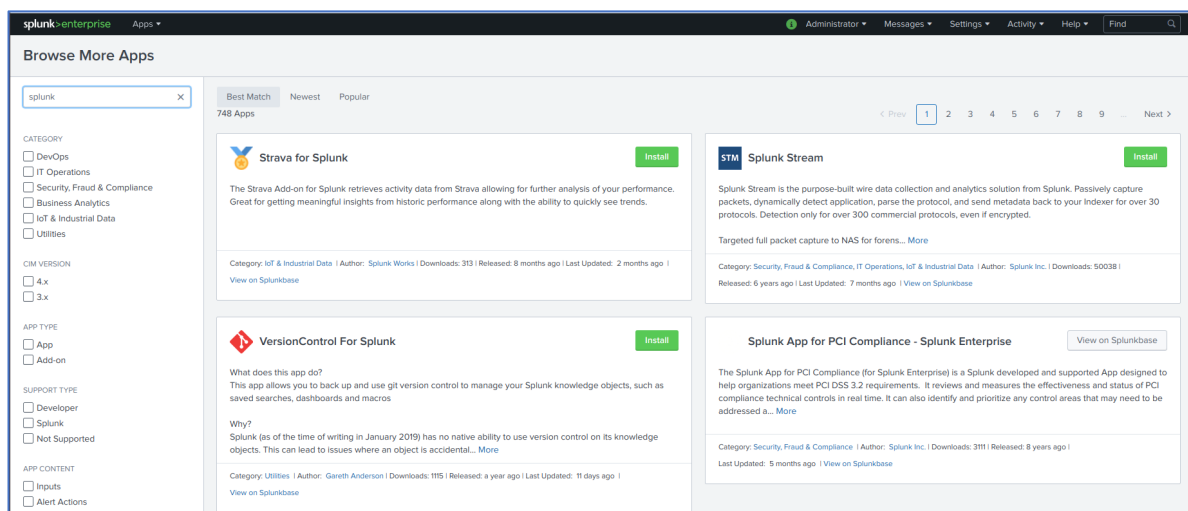 splunk>enterprise Apps Administrator Messages Settings Activity Help Find
Browse More Apps
splunk
CATEGORY
DevOps
IT Operations
Security, Fraud & Compliance
Business Analytics
IoT & Industrial Data
Utilities
CIM VERSION
4.x
3.x
APP TYPE
App
Add-on
SUPPORT TYPE
Developer
Splunk
Not Supported
APP CONTENT
Inputs
Alert Actions
Best Match Newest Popular
748 Apps
< Prev 1 2 3 4 5 6 7 8 9 ... Next >
Strava for Splunk
Install
The Strava Add-on for Splunk retrieves activity data from Strava allowing for further analysis of your performance.
Great for getting meaningful insights from historic performance along with the ability to quickly see trends.
Category: IoT & Industrial Data | Author: Splunk Works | Downloads: 313 | Released: 8 months ago | Last Updated: 2 months ago |
View on Splunkbase
STM Splunk Stream
Install
Splunk Stream is the purpose-built wire data collection and analytics solution from Splunk. Passively capture
packets, dynamically detect application, parse the protocol, and send metadata back to your Indexer for over 30
protocols. Detection only for over 300 commercial protocols, even if encrypted.
Targeted full packet capture to NAS for forens... More
Category: Security, Fraud & Compliance, IT Operations, IoT & Industrial Data | Author: Splunk Inc. | Downloads: 50038 |
Released: 6 years ago | Last Updated: 7 months ago | View on Splunkbase
VersionControl For Splunk
Install
What does this app do?
This app allows you to back up and use git version control to manage your Splunk knowledge objects, such as
saved searches, dashboards and macros
Why?
Splunk (as of the time of writing in January 2019) has no native ability to use version control on its knowledge
objects. This can lead to issues where an object is accidental... More
Category: Utilities | Author: Gareth Anderson | Downloads: 1115 | Released: a year ago | Last Updated: 11 days ago |
View on Splunkbase
Splunk App for PCI Compliance - Splunk Enterprise
View on Splunkbase
The Splunk App for PCI Compliance (for Splunk Enterprise) is a Splunk developed and supported App designed to
help organizations meet PCI DSS 3.2 requirements. It reviews and measures the effectiveness and status of PCI
compliance technical controls in real time. It can also identify and prioritize any control areas that may need to be
addressed a... More
Category: Security, Fraud & Compliance | Author: Splunk Inc. | Downloads: 3111 | Released: 8 years ago |
Last Updated: 5 months ago | View on Splunkbase